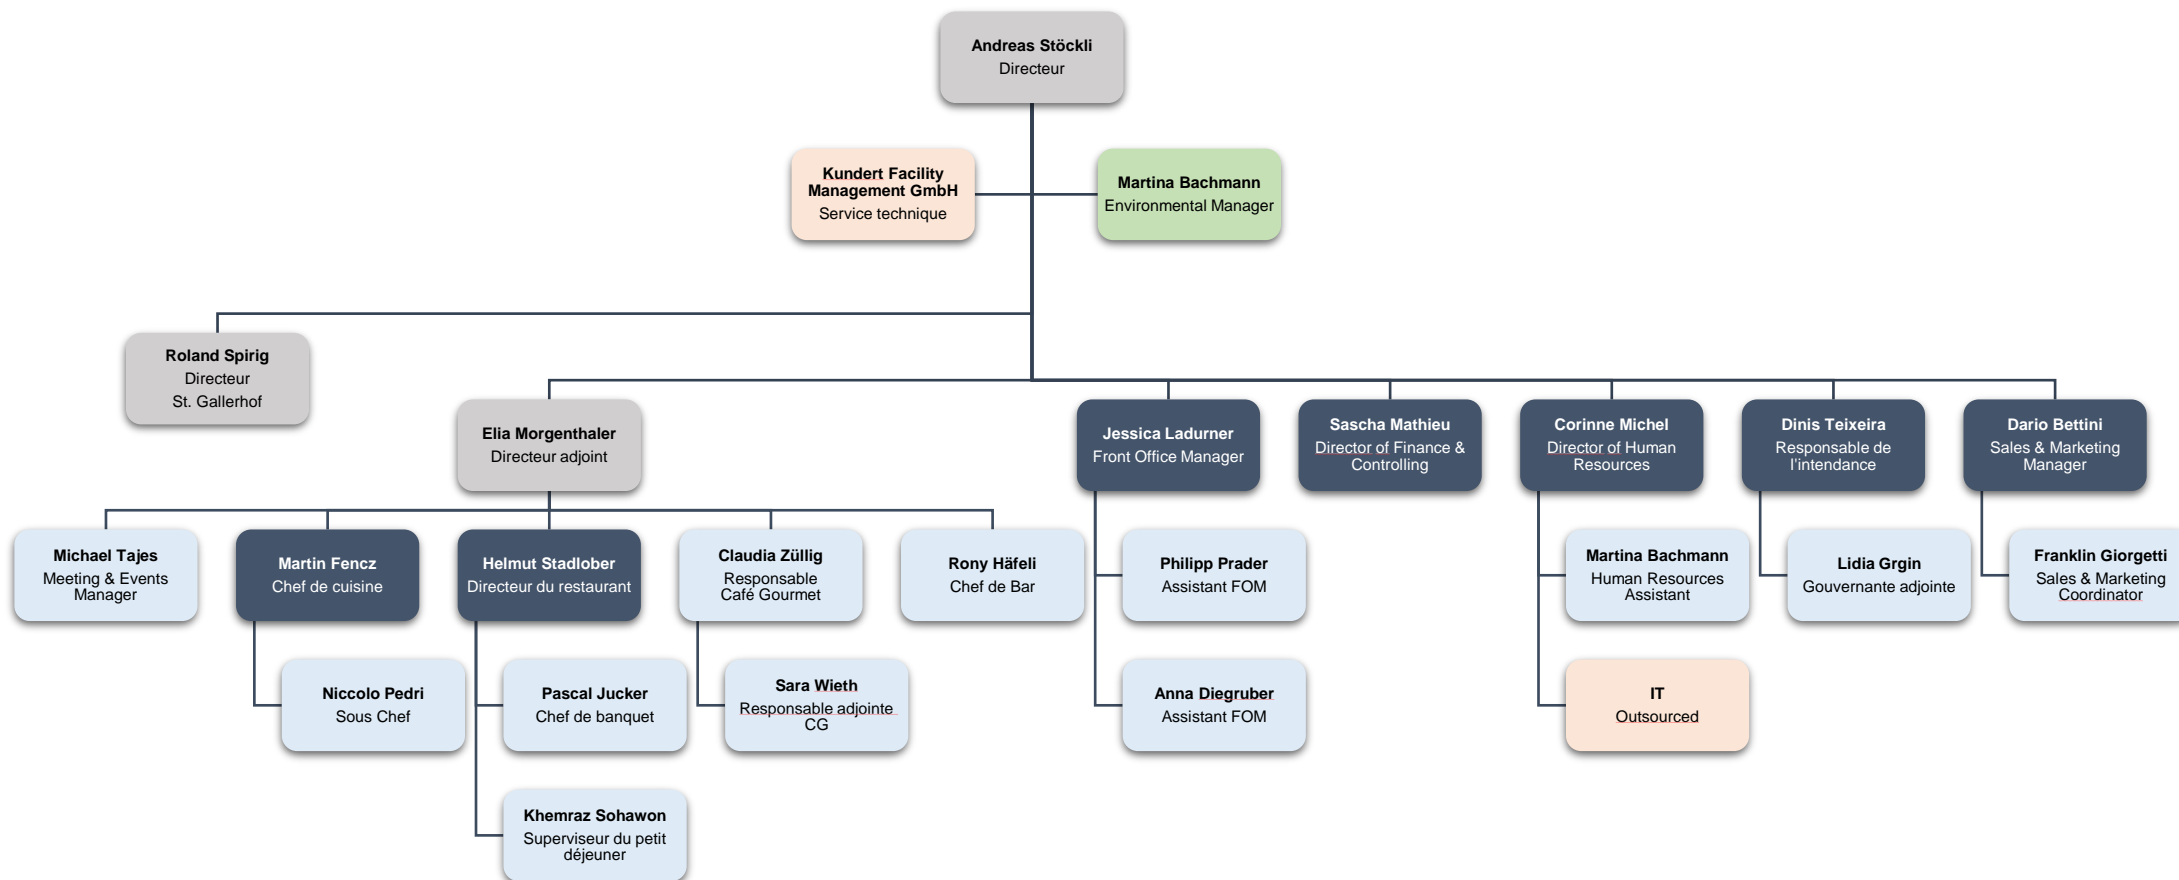 Andreas Stöckli
Directeur
Kundert Facility
Management GmbH
Service technique
Martina Bachmann
Environmental Manager
Roland Spirig
Directeur
St. Gallerhof
Elia Morgenthaler
Directeur adjoint
Jessica Ladurner
Front Office Manager
Sascha Mathieu
Director of Finance &
Controlling
Corinne Michel
Director of Human
Resources
Dinis Teixeira
Responsable de
l'intendance
Dario Bettini
Sales & Marketing
Manager
Michael Tajes
Meeting & Events
Manager
Martin Fencz
Chef de cuisine
Helmut Stadlober
Directeur du restaurant
Claudia Züllig
Responsable
Café Gourmet
Rony Häfeli
Chef de Bar
Philipp Prader
Assistant FOM
Martina Bachmann
Human Resources
Assistant
Lidia Grgin
Gouvernante adjointe
Franklin Giorgetti
Sales & Marketing
Coordinator
Niccolo Pedri
Sous Chef
Pascal Jucker
Chef de banquet
Sara Wieth
Responsable adjointe
CG
Anna Diegruber
Assistant FOM
IT
Outsourced
Khemraz Sohawon
Superviseur du petit
déjeuner